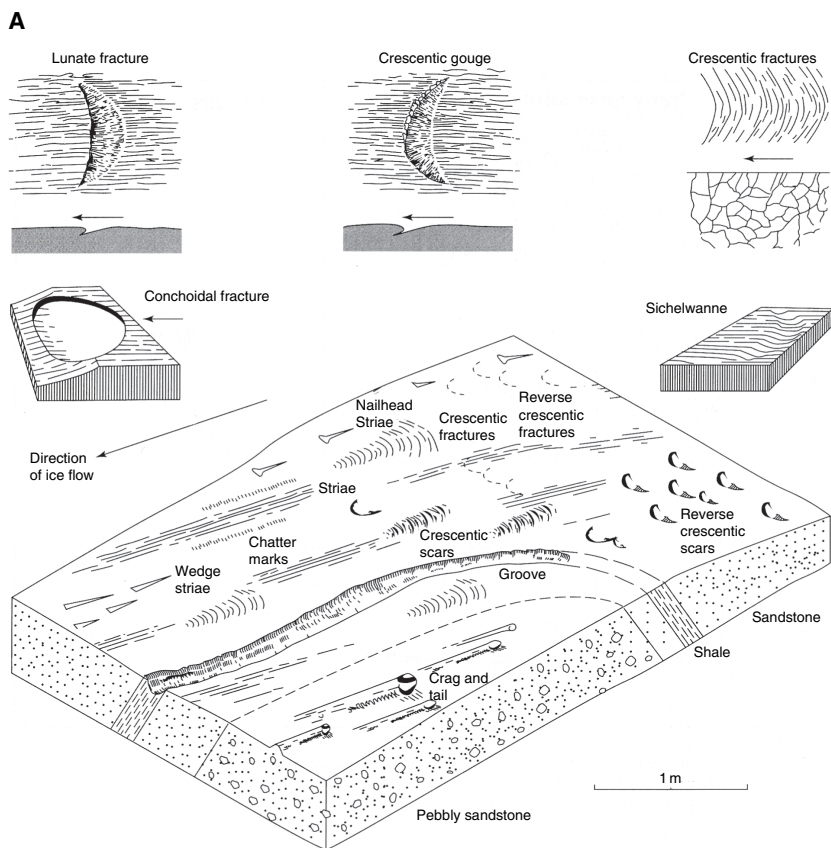 A
Lunate fracture
Crescentic gouge
Crescentic fractures
Conchoidal fracture
Sichelwanne
Direction
of ice flow
Nailhead
Striae
Crescentic
fractures
Reverse
crescentic
fractures
Striae
Chatter
marks
Crescentic
scars
Reverse
crescentic
scars
Wedge
striae
Groove
Sandstone
Shale
Crag and
tail
1 m
Pebbly sandstone